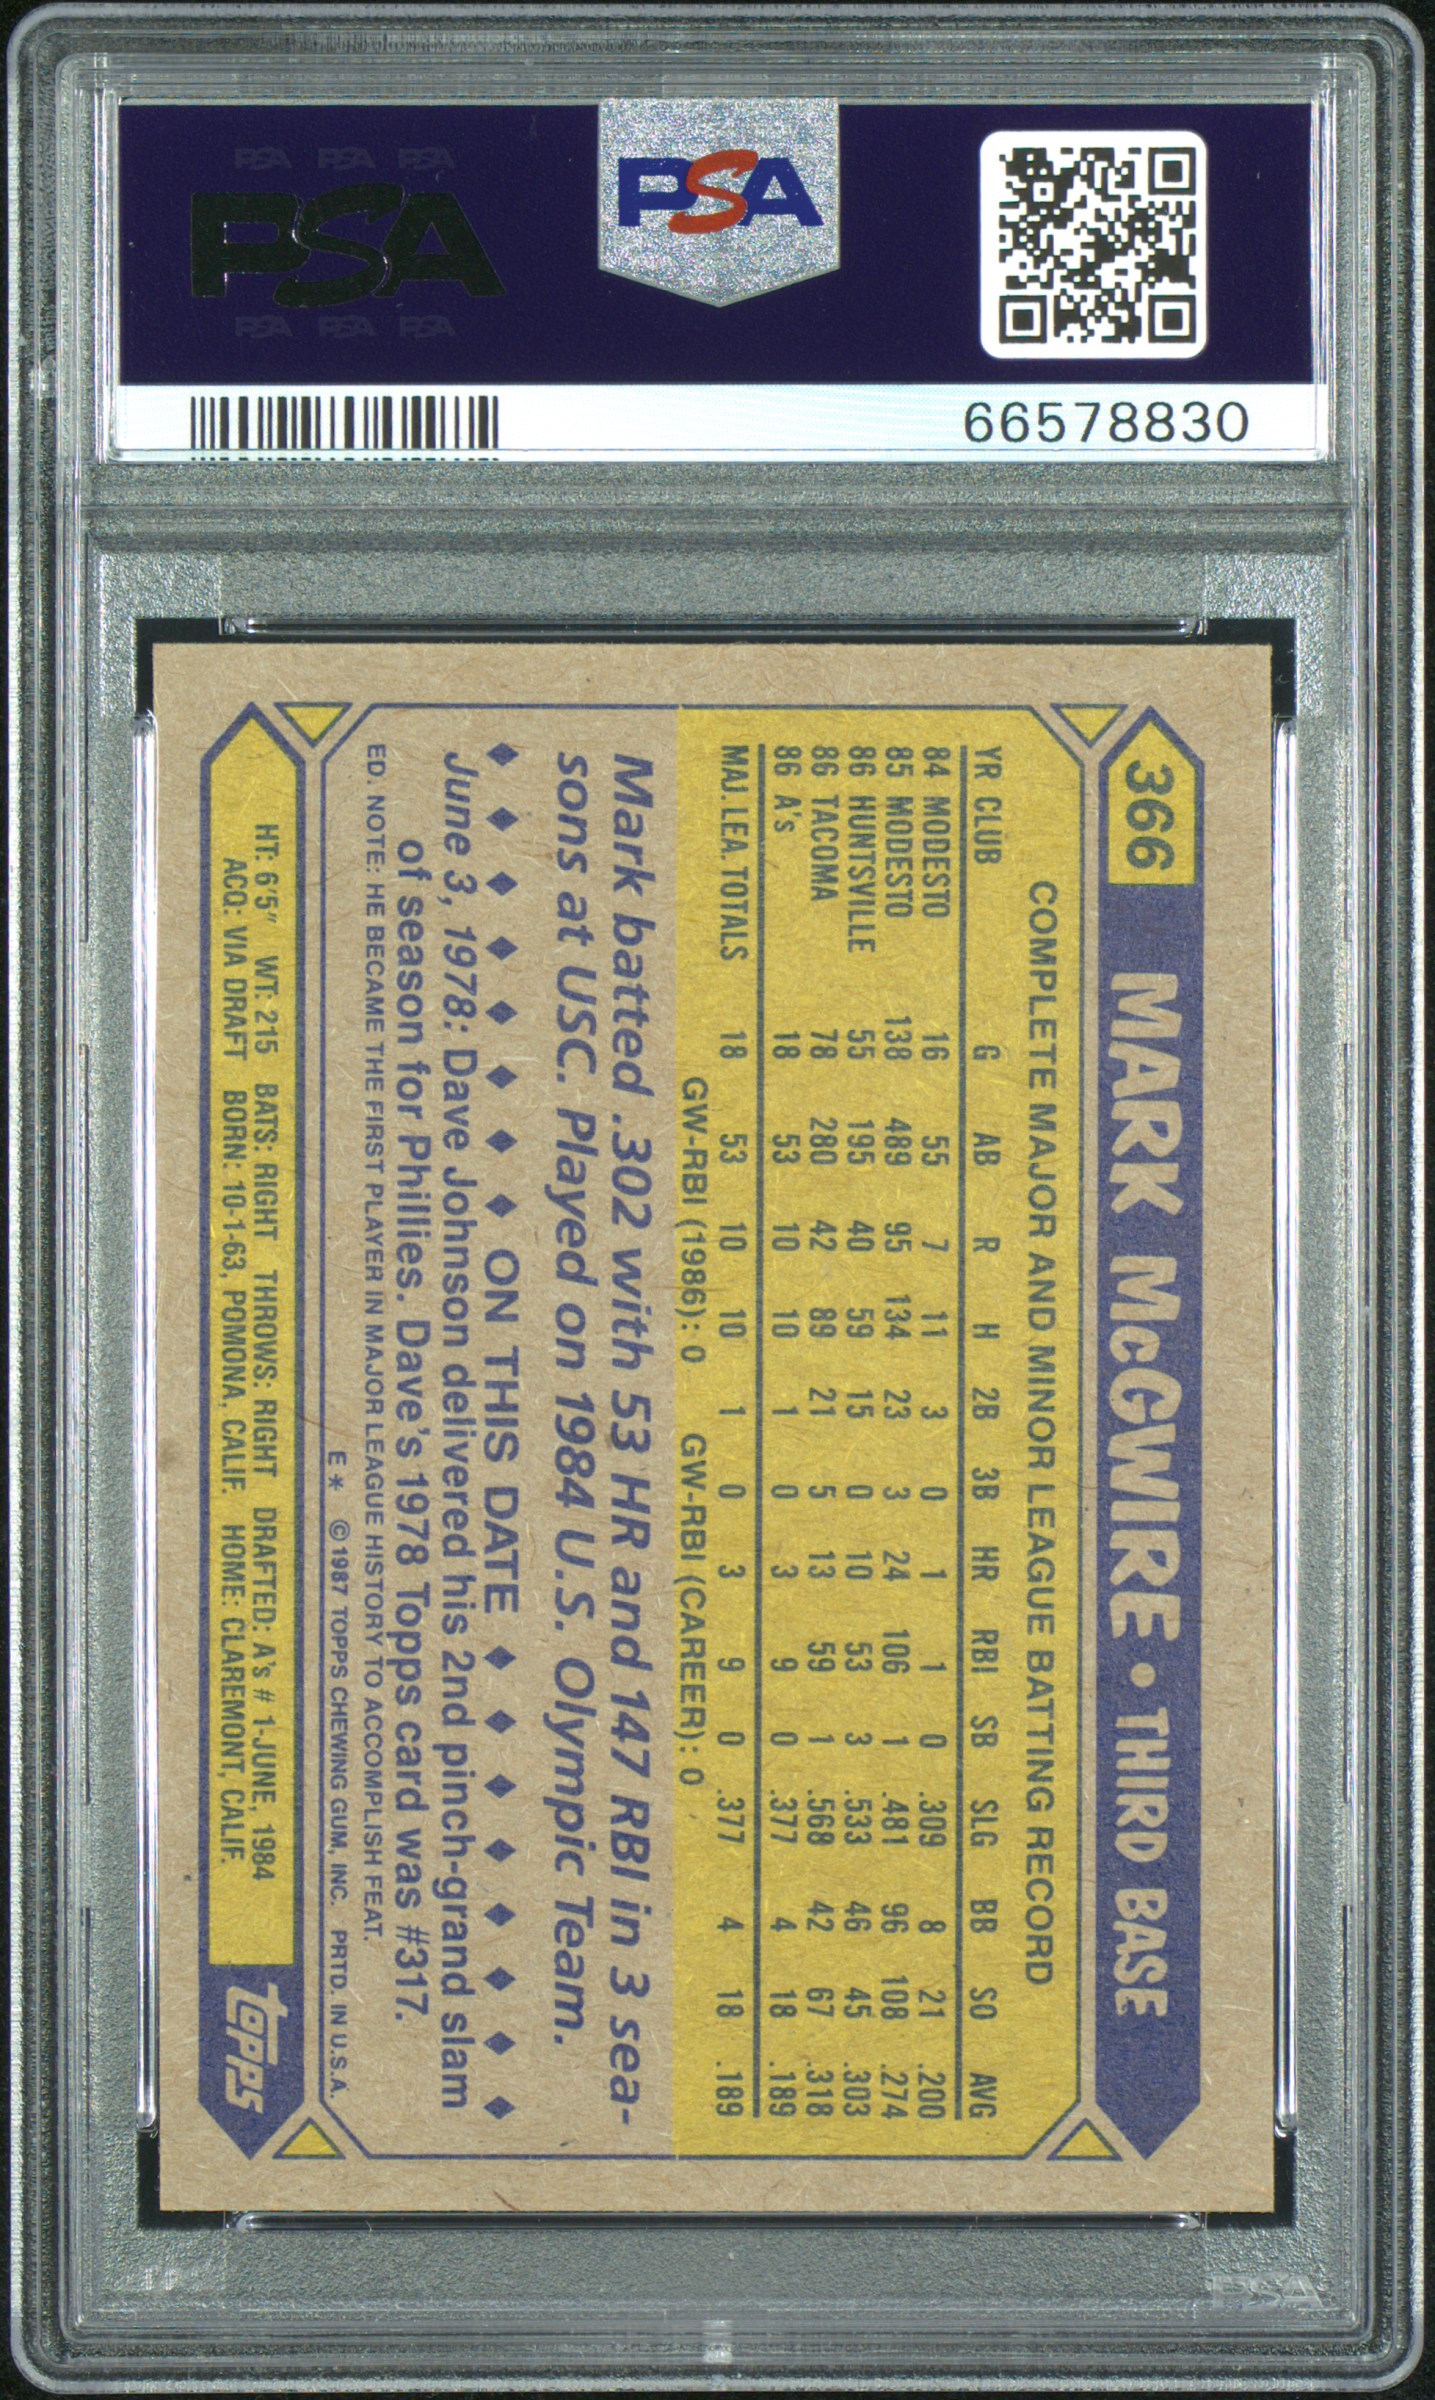 PSA PSA PSA
PSA
PSA PSA PSA
PSA
66578830
366 MARK McGWIRE • THIRD BASE
COMPLETE MAJOR AND MINOR LEAGUE BATTING RECORD
YR CLUB G AB R H 2B 3B HR RBI SB SLG BB SO AVG
84 MODESTO 16 55 7 11 3 0 1 1 0 .309 8 21 .200
85 MODESTO 138 489 95 134 23 3 24 106 1 .481 96 108 .274
86 HUNTSVILLE 55 195 40 59 15 0 10 53 3 .533 46 45 .303
86 TACOMA 78 280 42 89 21 5 13 59 1 .568 42 67 .318
86 A's 18 53 10 10 1 0 3 9 0 .377 4 18 .189
MAJ.LEA.TOTALS 18 53 10 10 1 0 3 9 0 .377 4 18 .189
GW-RBI (1986): 0 GW-RBI (CAREER): 0
Mark batted .302 with 53 HR and 147 RBI in 3 sea-
sons at USC. Played on 1984 U.S. Olympic Team.
◆ ◆ ◆ ◆ ◆ ◆ ◆ ◆ ON THIS DATE ◆ ◆ ◆ ◆ ◆ ◆ ◆ ◆
June 3, 1978: Dave Johnson delivered his 2nd pinch-grand slam
of season for Phillies. Dave's 1978 Topps card was #317.
ED. NOTE: HE BECAME THE FIRST PLAYER IN MAJOR LEAGUE HISTORY TO ACCOMPLISH FEAT.
E* ©1987 TOPPS CHEWING GUM, INC. PRTD. IN U.S.A.
HT: 6'5" WT: 215 BATS: RIGHT THROWS: RIGHT DRAFTED: A's #1-JUNE, 1984
ACQ: VIA DRAFT BORN: 10-1-63, POMONA, CALIF. HOME: CLAREMONT, CALIF.
topps
PSA